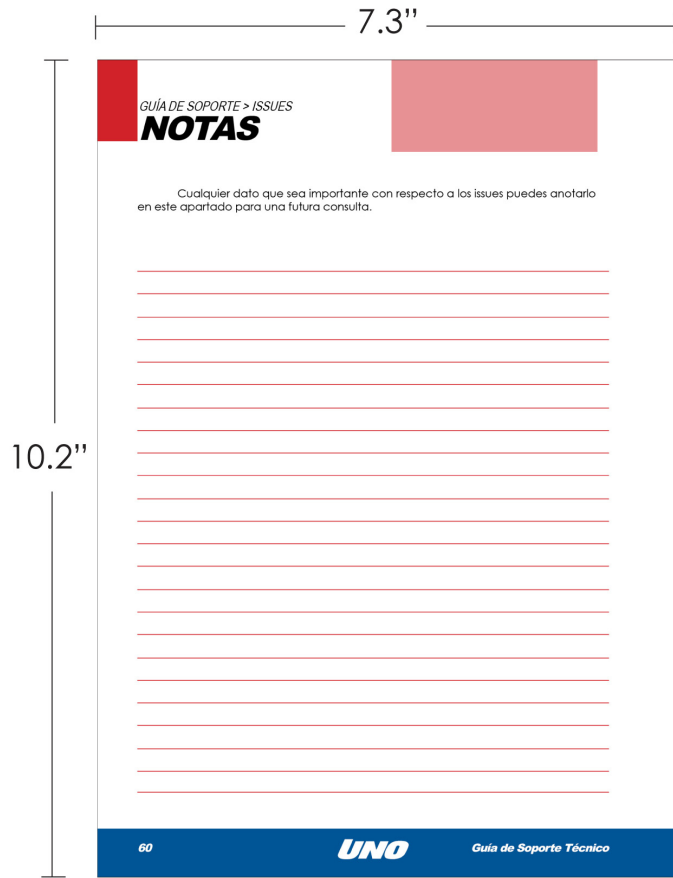 7.3”
GUÍA DE SOPORTE > ISSUES
NOTAS
Cualquier dato que sea importante con respecto a los issues puedes anotarlo
en este apartado para una futura consulta.
10.2”
60
UNO
Guía de Soporte Técnico